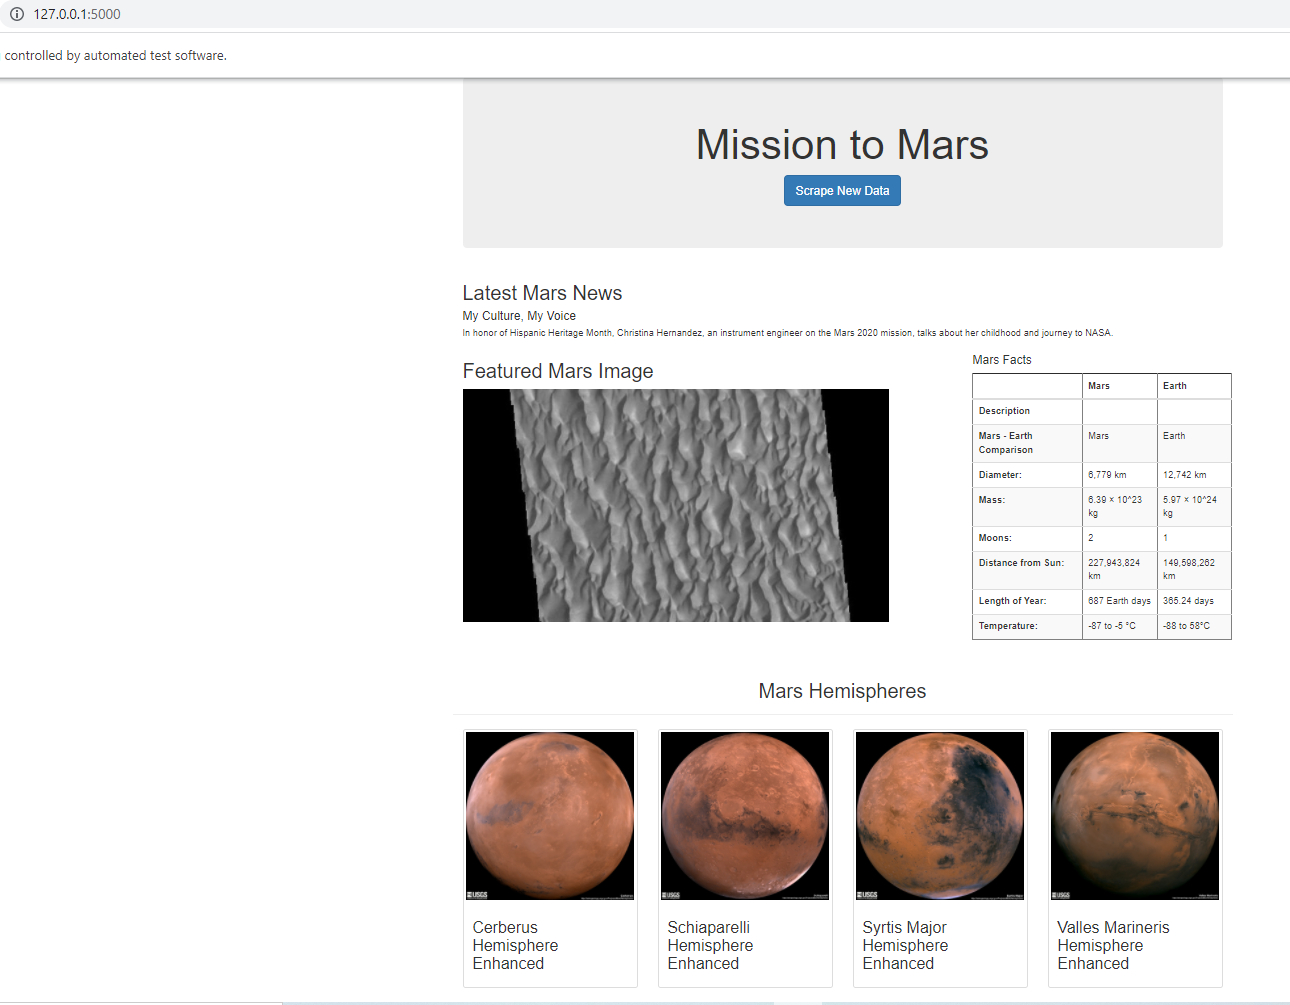 127.0.0.1:5000
controlled by automated test software.
Mission to Mars
Scrape New Data
Latest Mars News
My Culture, My Voice
In honor of Hispanic Heritage Month, Christina Hernandez, an instrument engineer on the Mars 2020 mission, talks about her childhood and journey to NASA.
Featured Mars Image
Mars Facts
Mars Earth
Description
Mars - Earth Mars Earth
Comparison
Diameter: 6,779 km 12,742 km
Mass: 6.39 × 10^23 5.97 × 10^24
kg kg
Moons: 2 1
Distance from Sun: 227,943,824 149,598,262
km km
Length of Year: 687 Earth days 365.24 days
Temperature: -87 to -5 °C -88 to 58°C
Mars Hemispheres
USGS USGS USGS USGS
Cerberus
Hemisphere
Enhanced
Schiaparelli
Hemisphere
Enhanced
Syrtis Major
Hemisphere
Enhanced
Valles Marineris
Hemisphere
Enhanced